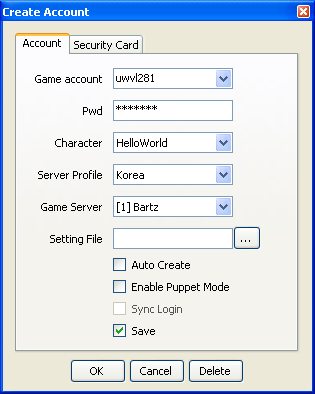 Create Account
Account Security Card
Game account uwvl281
Pwd *******
Character HelloWorld
Server Profile Korea
Game Server [1] Bartz
Setting File ...
Auto Create
Enable Puppet Mode
Sync Login
Save
OK Cancel Delete